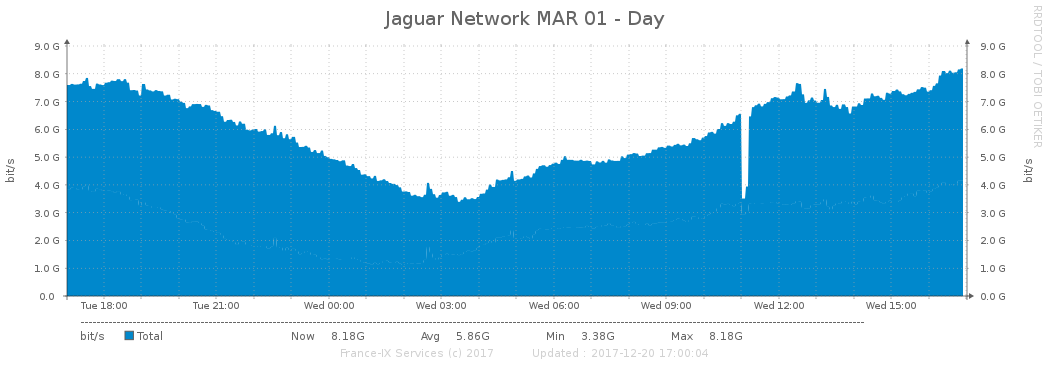 Jaguar Network MAR 01 - Day
RRDTOOL / TOBI OETIKER
bit/s
9.0 G
8.0 G
7.0 G
6.0 G
5.0 G
4.0 G
3.0 G
2.0 G
1.0 G
0.0
9.0 G
8.0 G
7.0 G
6.0 G
5.0 G
4.0 G
3.0 G
2.0 G
1.0 G
0.0 G
bit/s
Tue 18:00 Tue 21:00 Wed 00:00 Wed 03:00 Wed 06:00 Wed 09:00 Wed 12:00 Wed 15:00
bit/s Total Now 8.18G Avg 5.86G Min 3.38G Max 8.18G
France-IX Services (c) 2017 Updated : 2017-12-20 17:00:04